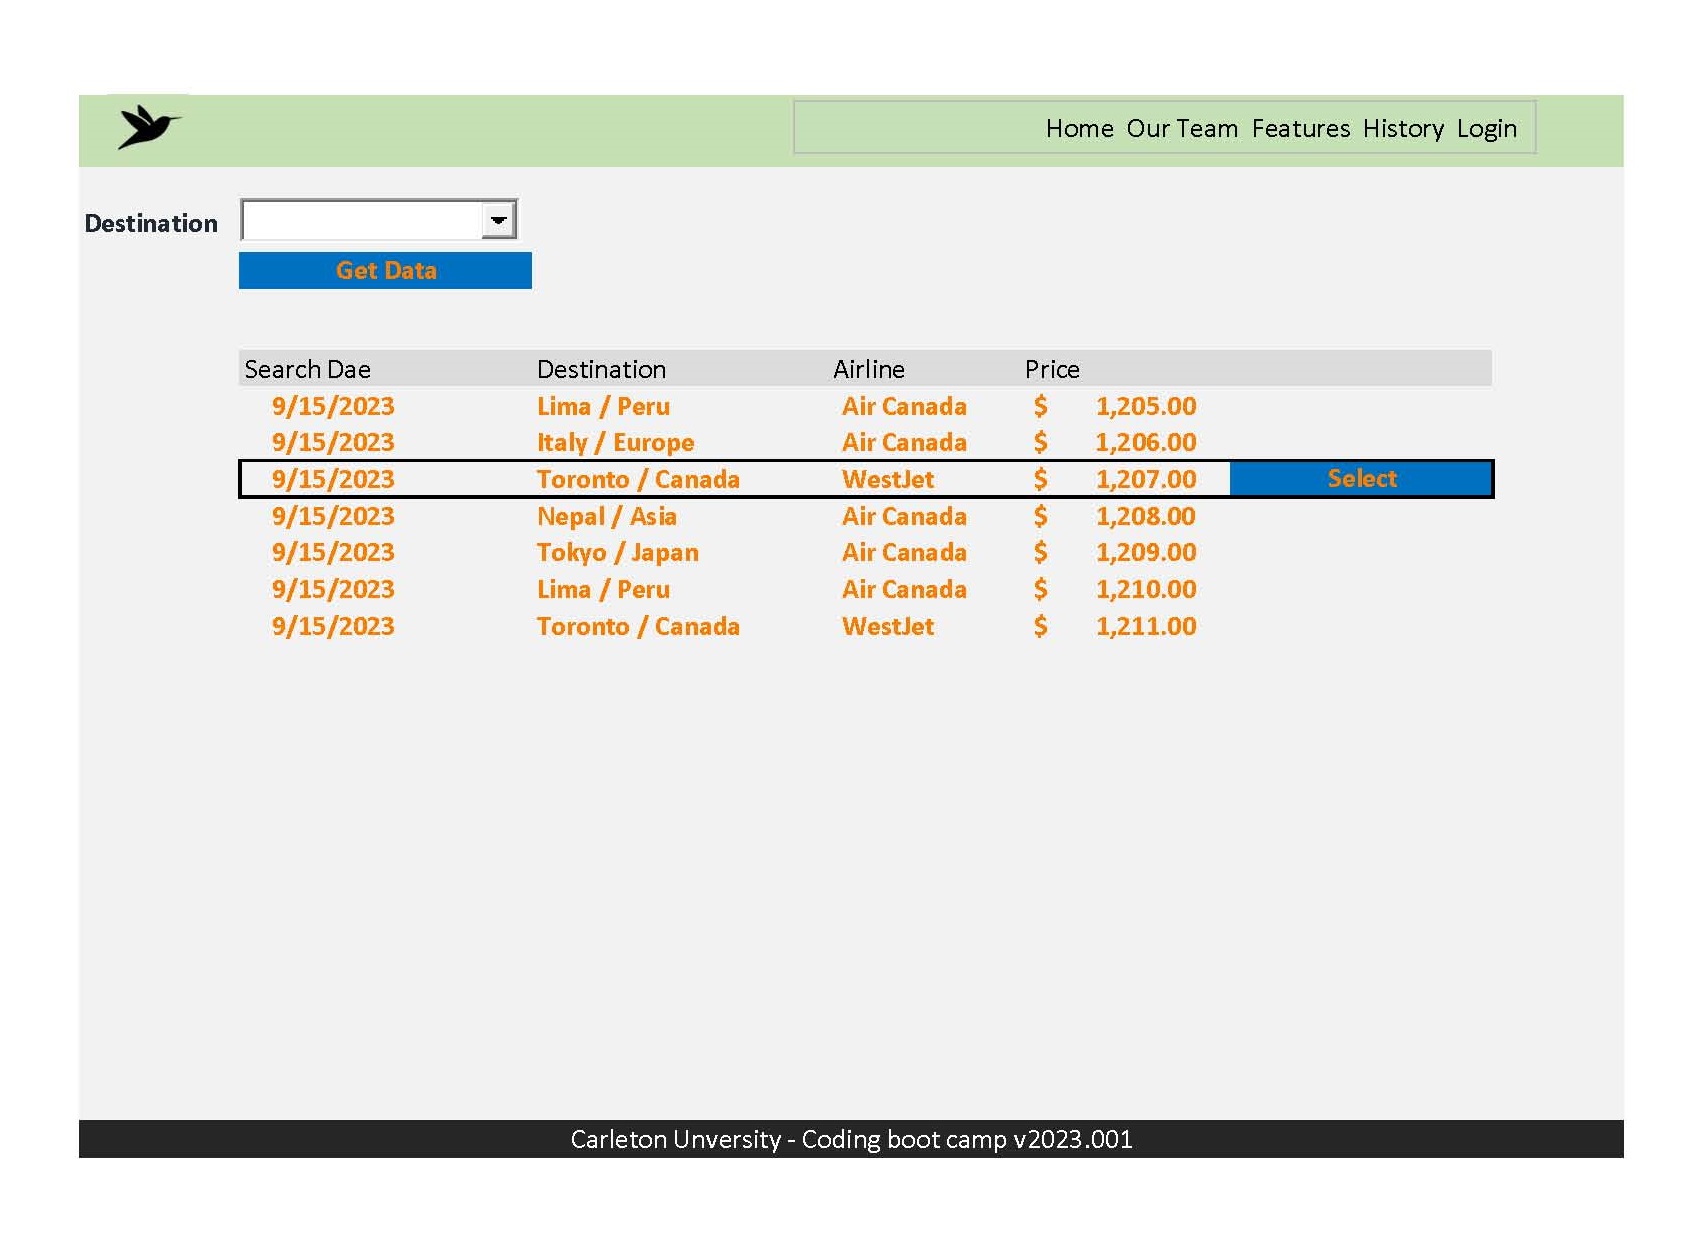 Home Our Team Features History Login
Destination
Get Data
Search Dae Destination Airline Price
9/15/2023 Lima / Peru Air Canada $ 1,205.00
9/15/2023 Italy / Europe Air Canada $ 1,206.00
9/15/2023 Toronto / Canada WestJet $ 1,207.00 Select
9/15/2023 Nepal / Asia Air Canada $ 1,208.00
9/15/2023 Tokyo / Japan Air Canada $ 1,209.00
9/15/2023 Lima / Peru Air Canada $ 1,210.00
9/15/2023 Toronto / Canada WestJet $ 1,211.00
Carleton Unversity - Coding boot camp v2023.001